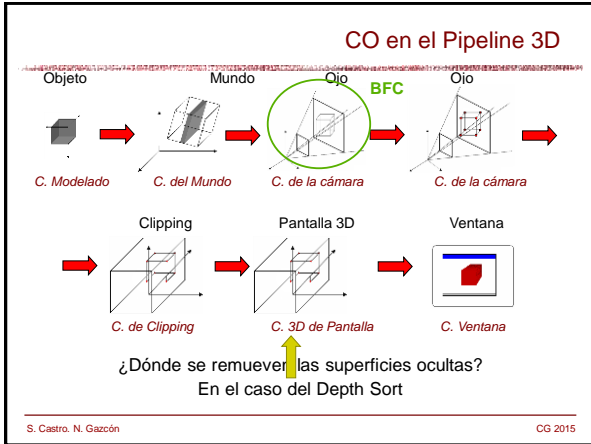 CO en el Pipeline 3D
Objeto Mundo Ojo Ojo
BFC
C. Modelado C. del Mundo C. de la cámara C. de la cámara
Clipping Pantalla 3D Ventana
C. de Clipping C. 3D de Pantalla C. Ventana
¿Dónde se remueven las superficies ocultas?
En el caso del Depth Sort
S. Castro. N. Gazcón CG 2015